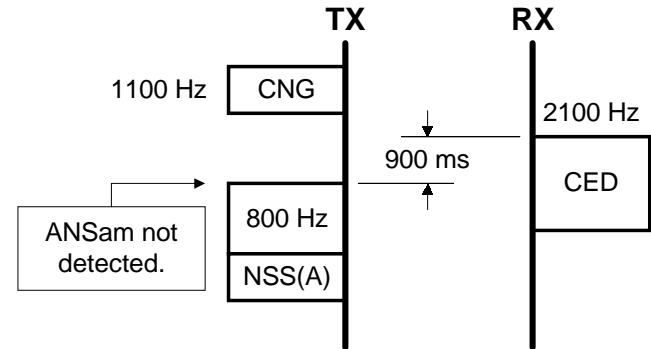 TX
RX
1100 Hz
CNG
2100 Hz
900 ms
CED
ANSam not
detected.
800 Hz
NSS(A)